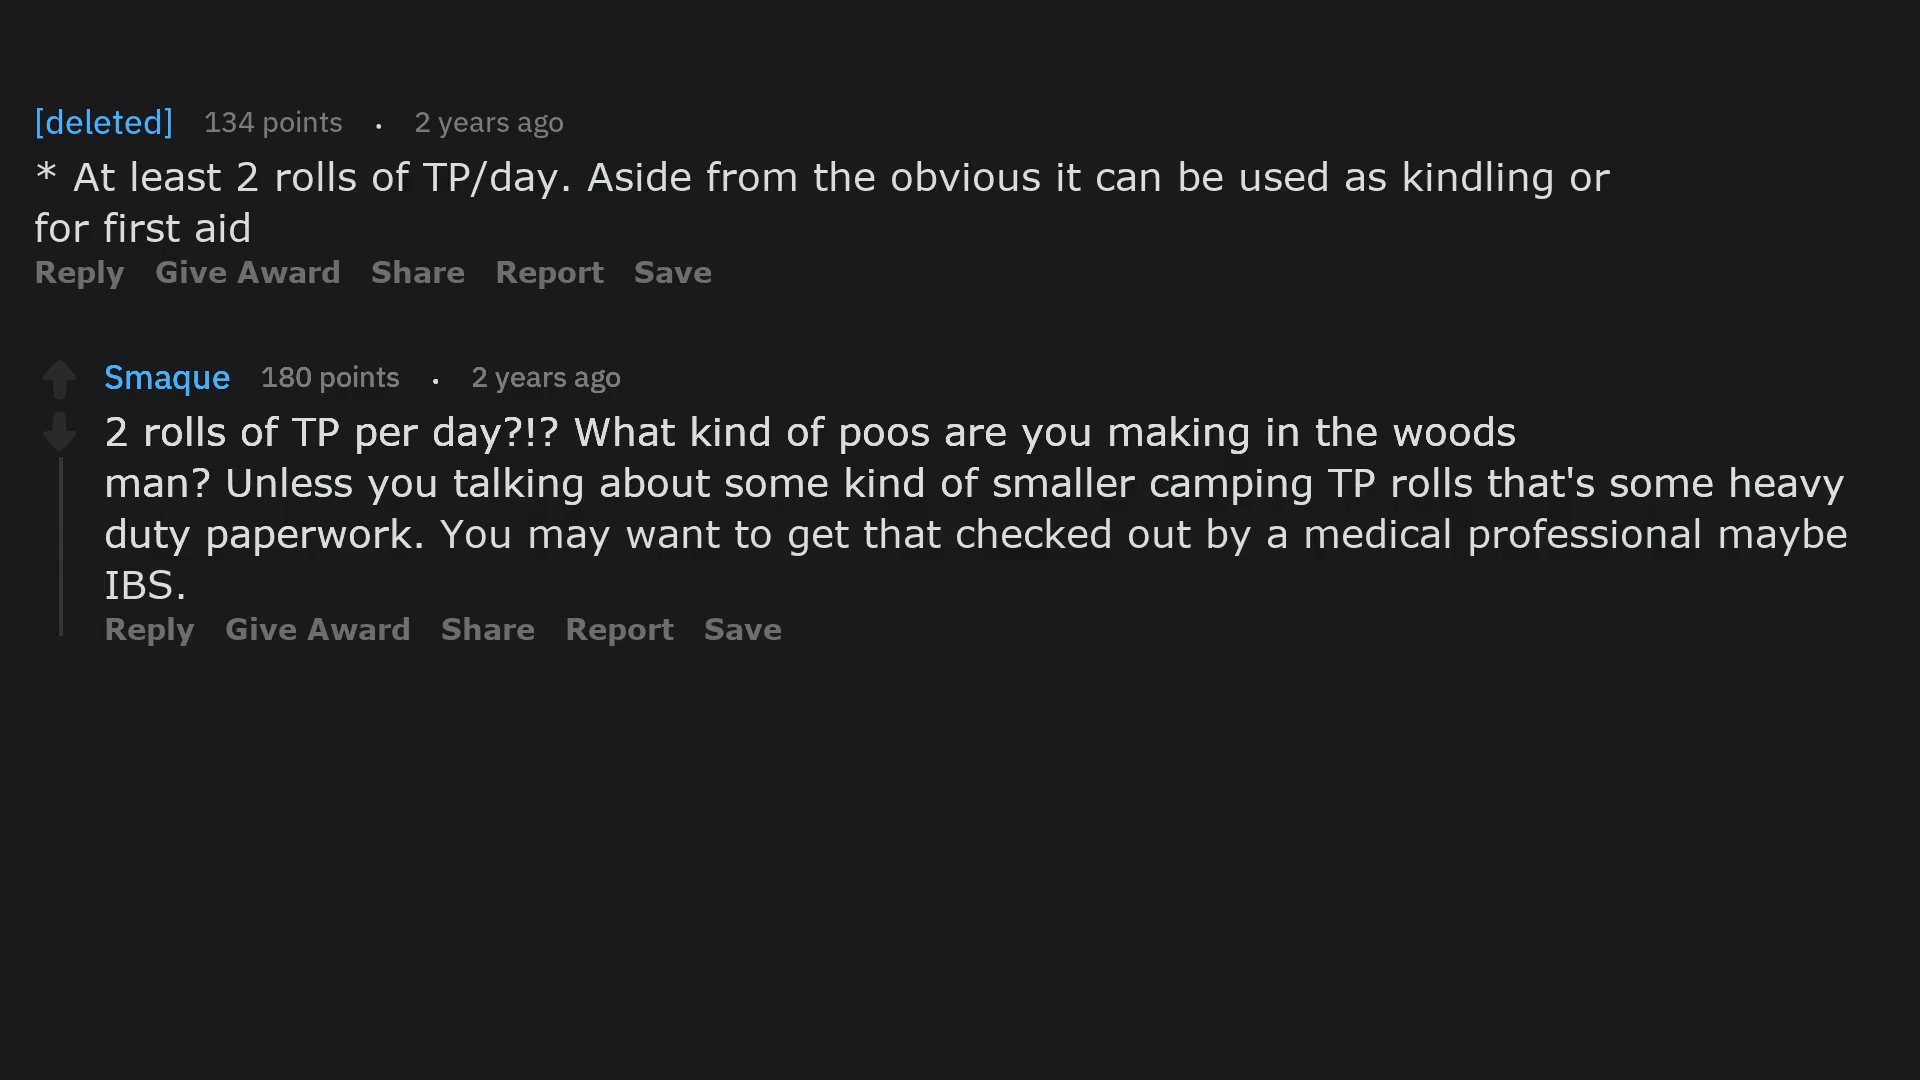 [deleted] 134 points . 2 years ago
* At least 2 rolls of TP/day. Aside from the obvious it can be used as kindling or
for first aid
Reply Give Award Share Report Save
Smaque 180 points . 2 years ago
2 rolls of TP per day?!? What kind of poos are you making in the woods
man? Unless you talking about some kind of smaller camping TP rolls that's some heavy
duty paperwork. You may want to get that checked out by a medical professional maybe
IBS.
Reply Give Award Share Report Save